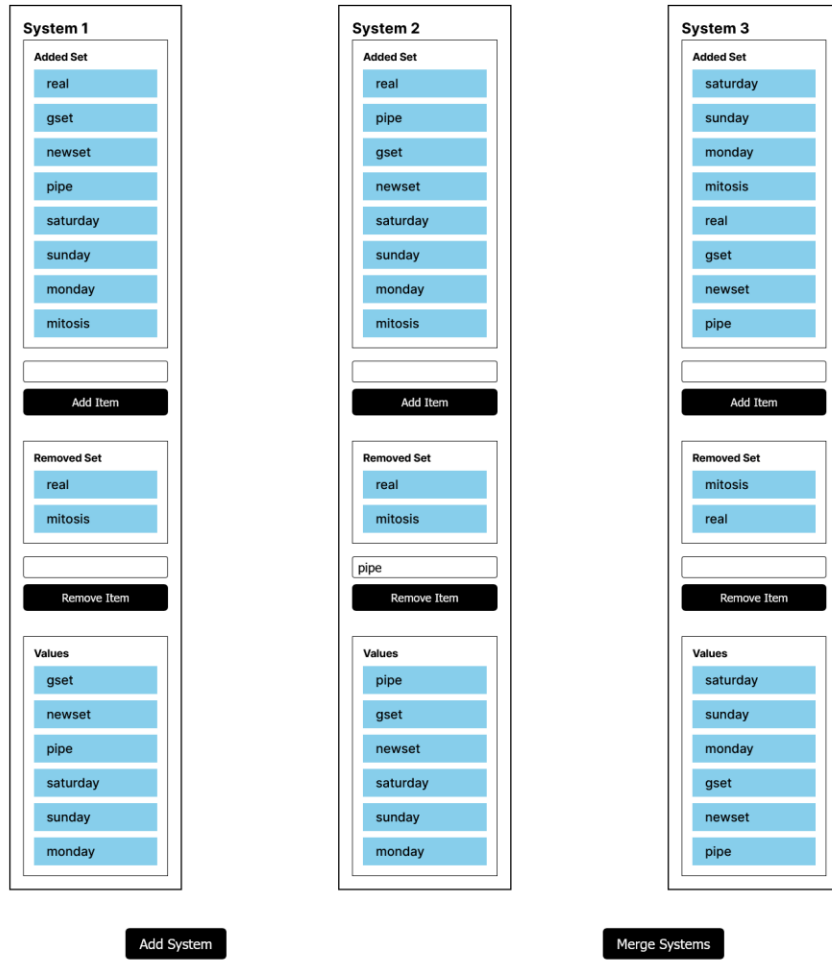 System 1
Added Set
real
gset
newset
pipe
saturday
sunday
monday
mitosis
Add Item
Removed Set
real
mitosis
Remove Item
Values
gset
newset
pipe
saturday
sunday
monday
System 2
Added Set
real
pipe
gset
newset
saturday
sunday
monday
mitosis
Add Item
Removed Set
real
mitosis
pipe
Remove Item
Values
pipe
gset
newset
saturday
sunday
monday
System 3
Added Set
saturday
sunday
monday
mitosis
real
gset
newset
pipe
Add Item
Removed Set
mitosis
real
Remove Item
Values
saturday
sunday
monday
gset
newset
pipe
Add System
Merge Systems